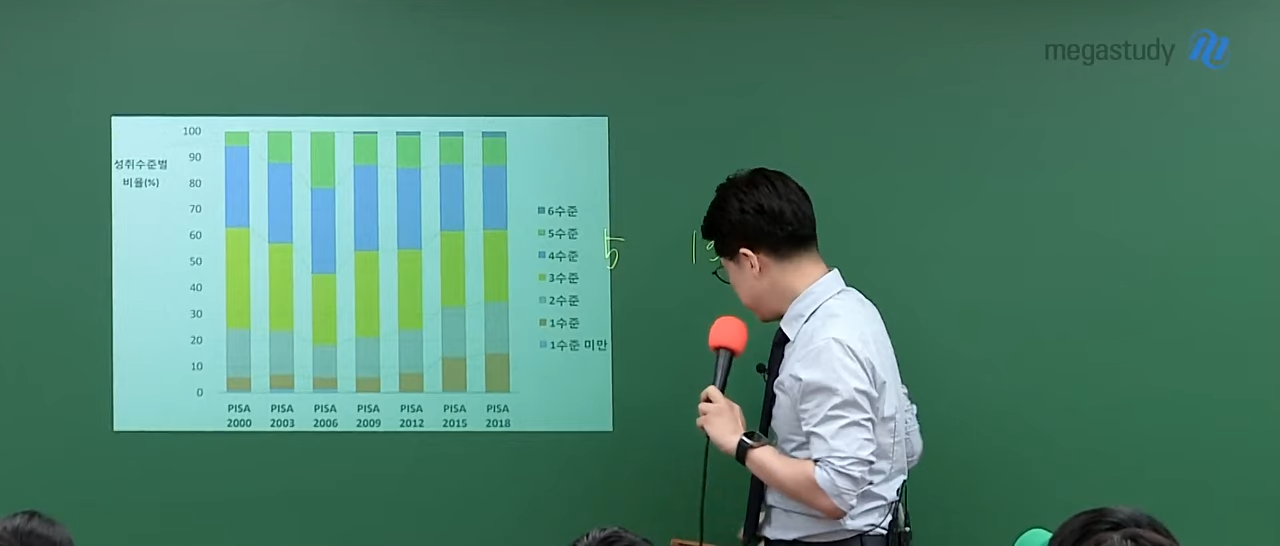 megastudy
성취수준별
비율(%)
100
90
80
70
60
50
40
30
20
10
0
PISA 2000
PISA 2003
PISA 2006
PISA 2009
PISA 2012
PISA 2015
PISA 2018
6수준
5수준
4수준
3수준
2수준
1수준
1수준 미만
5